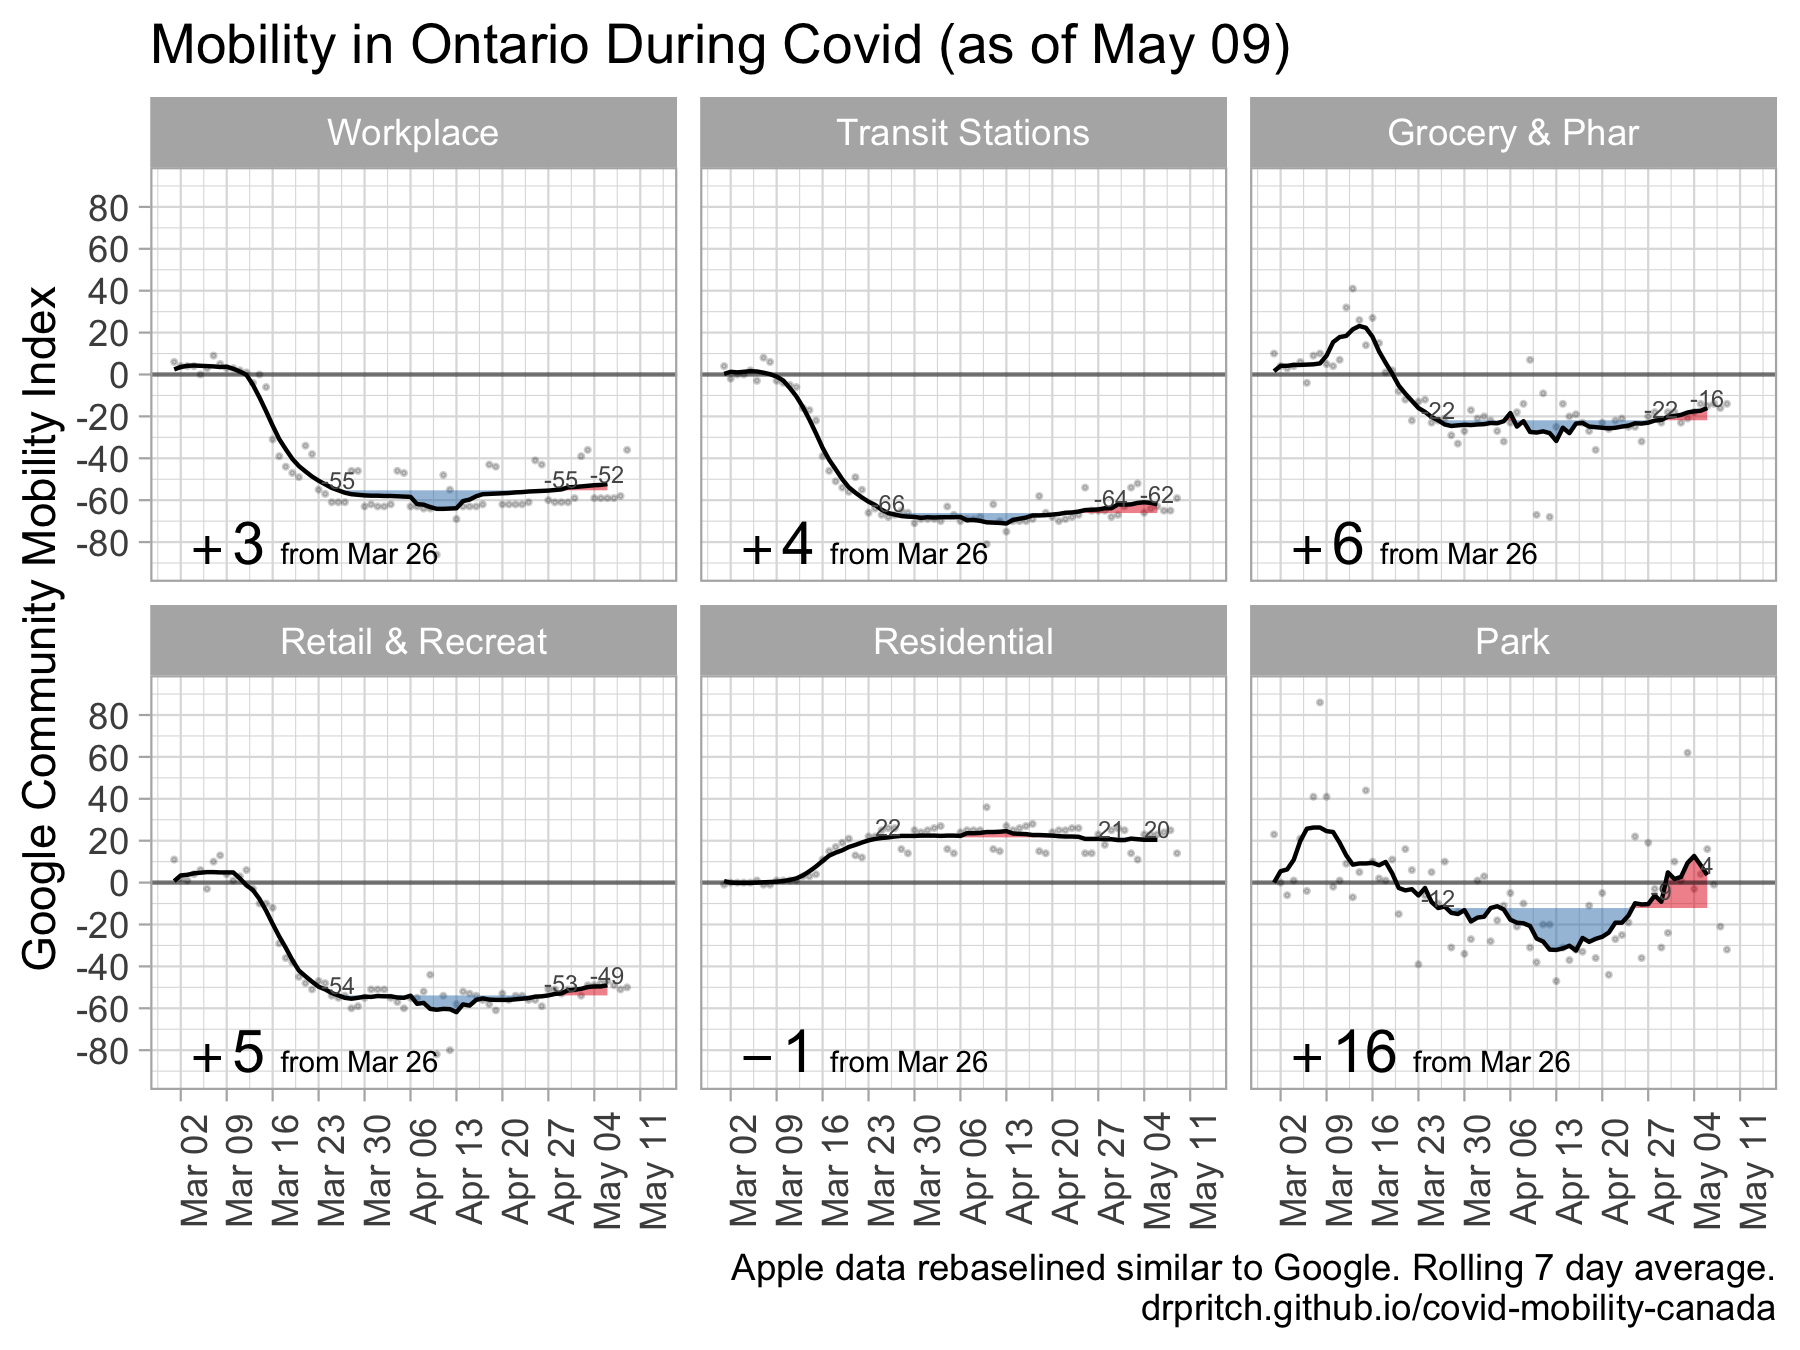 Mobility in Ontario During Covid (as of May 09)
Google Community Mobility Index
Workplace
Transit Stations
Grocery & Phar
80
60
40
20
0
-20
-40
-60
-80
-55
-55
-52
+3 from Mar 26
-66
-64
-62
+4 from Mar 26
-22
-22
-16
+6 from Mar 26
Retail & Recreat
Residential
Park
80
60
40
20
0
-20
-40
-60
-80
-54
-53
-49
+5 from Mar 26
22
21
20
−1 from Mar 26
-12
-9
4
+16 from Mar 26
Mar 02
Mar 09
Mar 16
Mar 23
Mar 30
Apr 06
Apr 13
Apr 20
Apr 27
May 04
May 11
Mar 02
Mar 09
Mar 16
Mar 23
Mar 30
Apr 06
Apr 13
Apr 20
Apr 27
May 04
May 11
Mar 02
Mar 09
Mar 16
Mar 23
Mar 30
Apr 06
Apr 13
Apr 20
Apr 27
May 04
May 11
Apple data rebaselined similar to Google. Rolling 7 day average.
drpritch.github.io/covid-mobility-canada